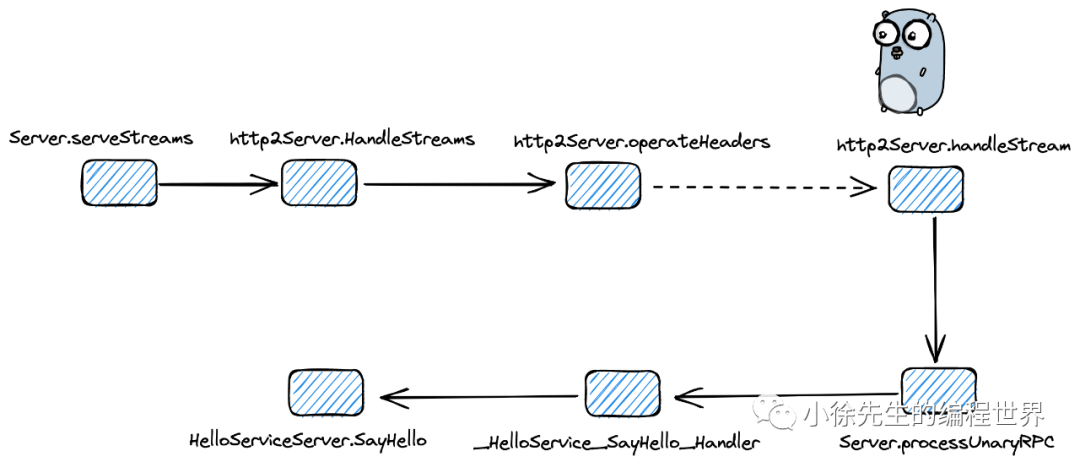 Server.serveStreams
http2Server.HandleStreams
http2Server.operateHeaders
http2Server.handleStream
HelloServiceServer.SayHello
_HelloService_SayHello_Handler
Server.processUnaryRPC
小徐先生的编程世界